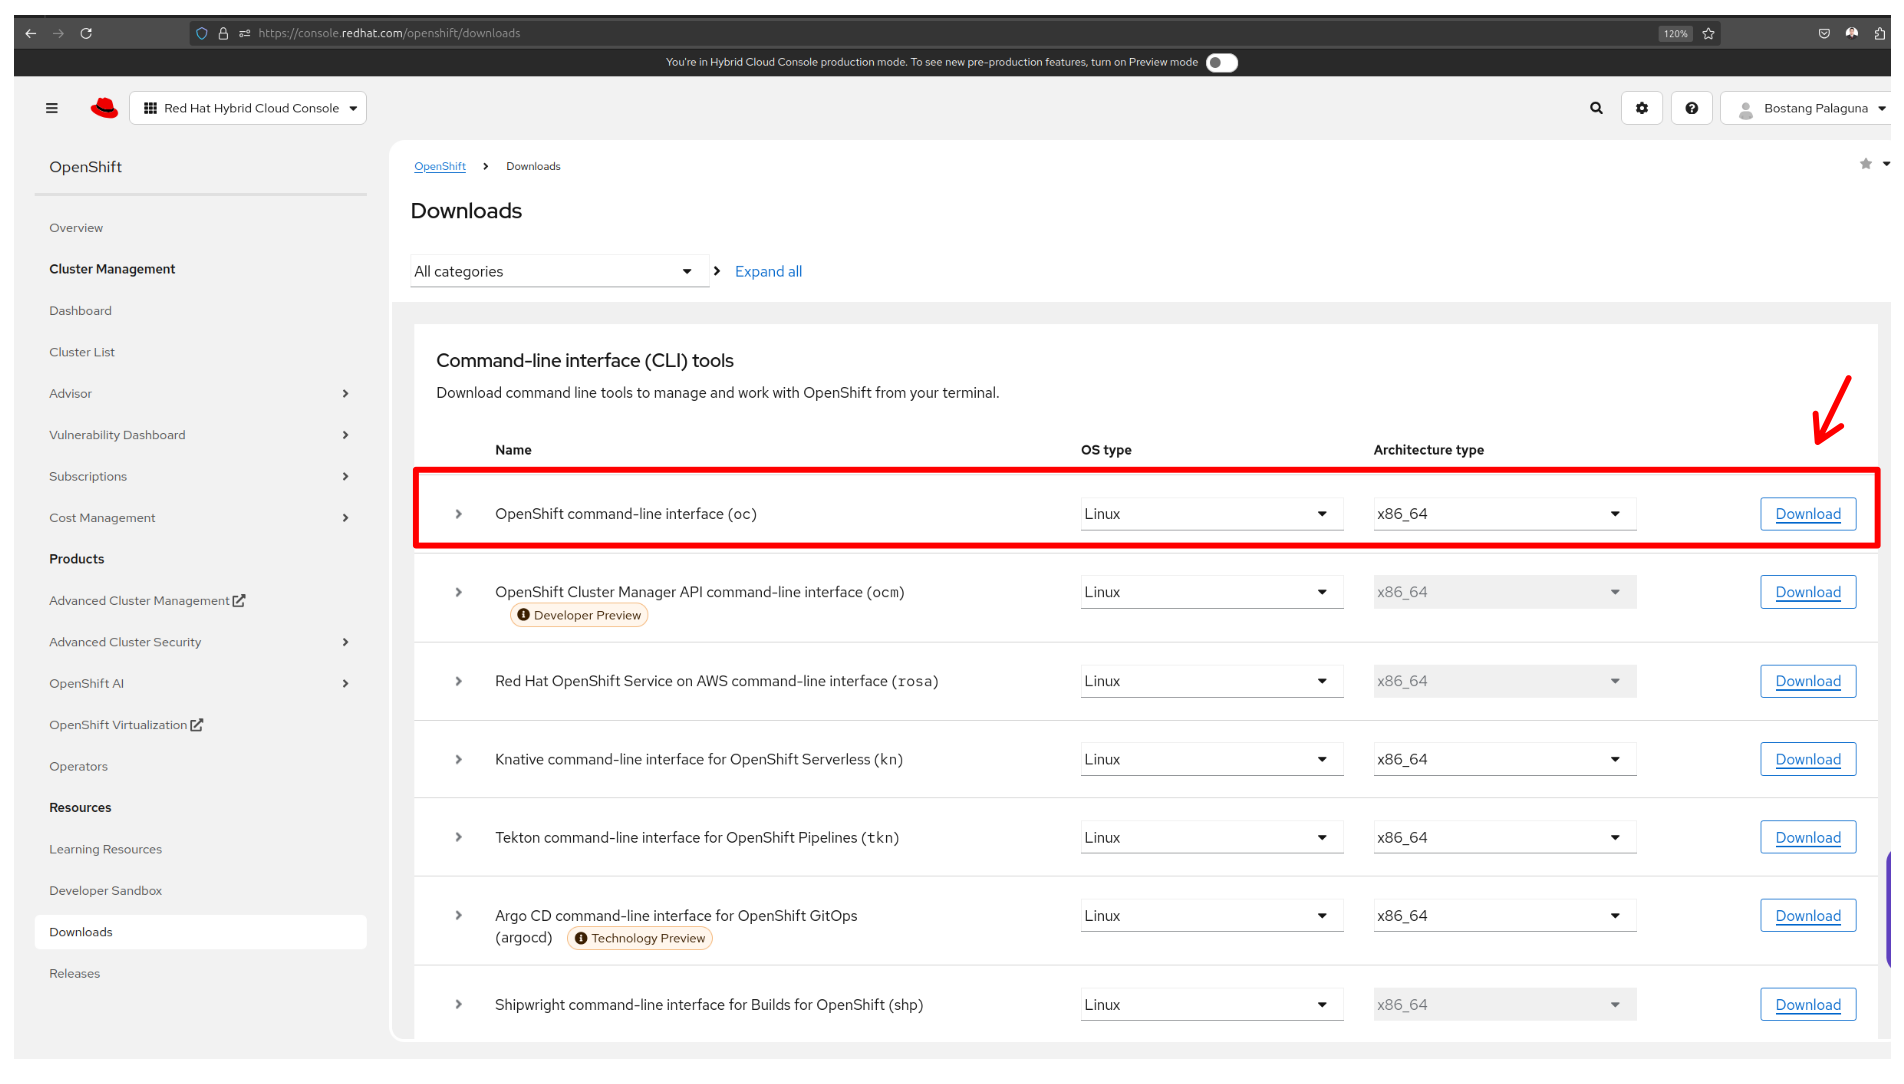 https://console.redhat.com/openshift/downloads
120%
You're in Hybrid Cloud Console production mode. To see new pre-production features, turn on Preview mode
Red Hat Hybrid Cloud Console
Bostang Palaguna
OpenShift
Overview
Cluster Management
Dashboard
Cluster List
Advisor
Vulnerability Dashboard
Subscriptions
Cost Management
Products
Advanced Cluster Management
Advanced Cluster Security
OpenShift AI
OpenShift Virtualization
Operators
Resources
Learning Resources
Developer Sandbox
Downloads
Releases
OpenShift > Downloads
Downloads
All categories
Expand all
Command-line interface (CLI) tools
Download command line tools to manage and work with OpenShift from your terminal.
Name OS type Architecture type
OpenShift command-line interface (oc) Linux x86_64 Download
OpenShift Cluster Manager API command-line interface (ocm) Linux x86_64 Download
Developer Preview
Red Hat OpenShift Service on AWS command-line interface (rosa) Linux x86_64 Download
Knative command-line interface for OpenShift Serverless (kn) Linux x86_64 Download
Tekton command-line interface for OpenShift Pipelines (tkn) Linux x86_64 Download
Argo CD command-line interface for OpenShift GitOps Linux x86_64 Download
(argocd) Technology Preview
Shipwright command-line interface for Builds for OpenShift (shp) Linux x86_64 Download